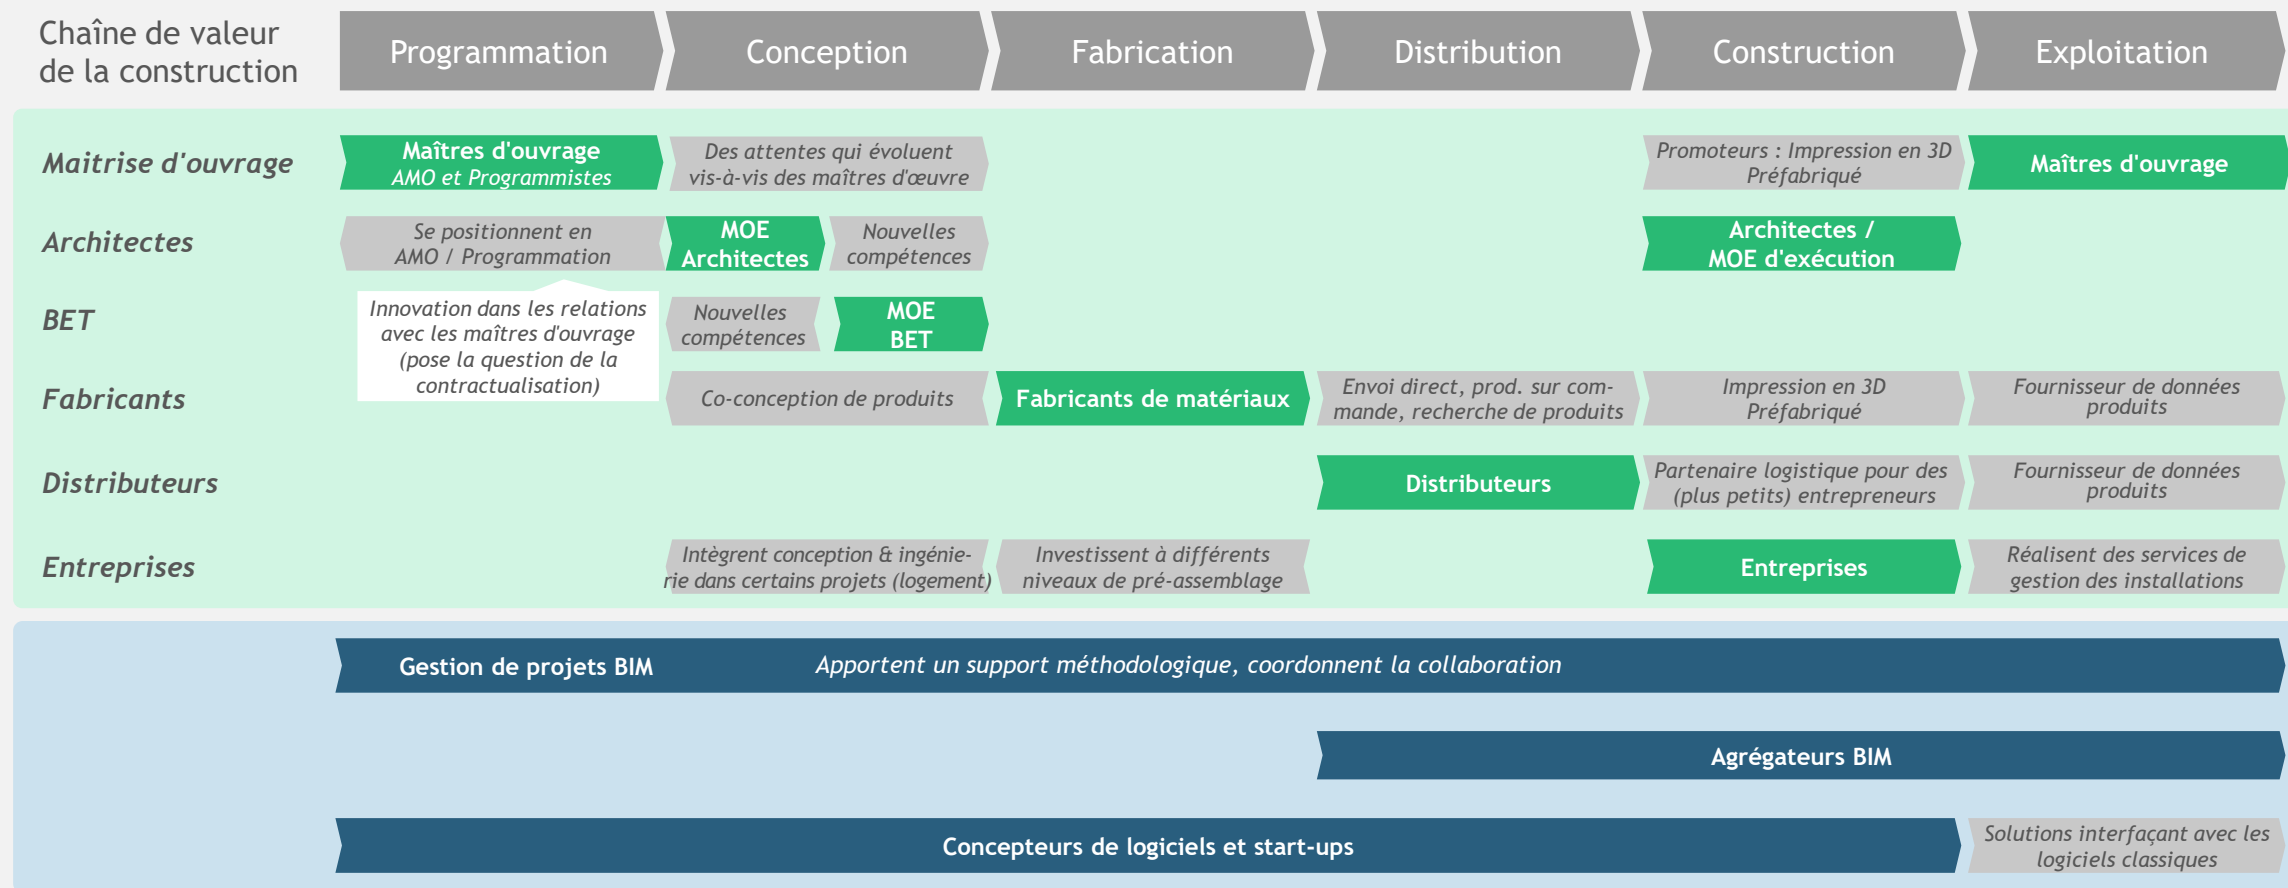 Chaîne de valeur
de la construction
Programmation
Conception
Fabrication
Distribution
Construction
Exploitation
Maitrise d'ouvrage
Maîtres d'ouvrage
AMO et Programmistes
Des attentes qui évoluent
vis-à-vis des maîtres d'œuvre
Promoteurs : Impression en 3D
Préfabriqué
Maîtres d'ouvrage
Architectes
Se positionnent en
AMO / Programmation
MOE
Architectes
Nouvelles
compétences
Architectes /
MOE d'exécution
Innovation dans les relations
avec les maîtres d'ouvrage
(pose la question de la
contractualisation)
BET
Nouvelles
compétences
MOE
BET
Fabricants
Co-conception de produits
Fabricants de matériaux
Envoi direct, prod. sur com-
mande, recherche de produits
Impression en 3D
Préfabriqué
Fournisseur de données
produits
Distributeurs
Distributeurs
Partenaire logistique pour des
(plus petits) entrepreneurs
Fournisseur de données
produits
Entreprises
Intègrent conception & ingénie-
rie dans certains projets (logement)
Investissent à différents
niveaux de pré-assemblage
Entreprises
Réalisent des services de
gestion des installations
Gestion de projets BIM
Apportent un support méthodologique, coordonnent la collaboration
Agrégateurs BIM
Concepteurs de logiciels et start-ups
Solutions interfaçant avec les
logiciels classiques